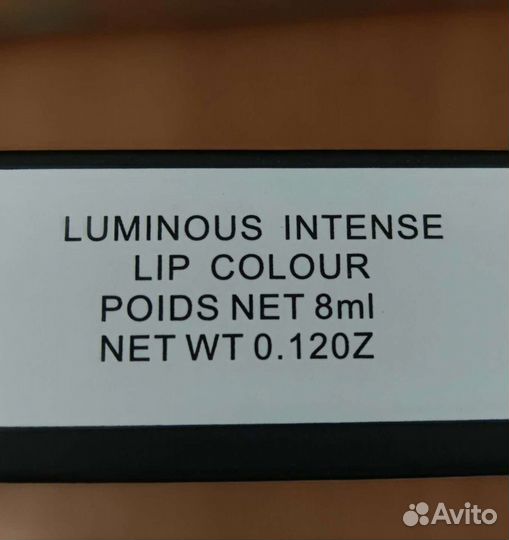 LUMINOUS INTENSE
LIP COLOUR
POIDS NET 8ml
NET WT 0.120Z
Avito